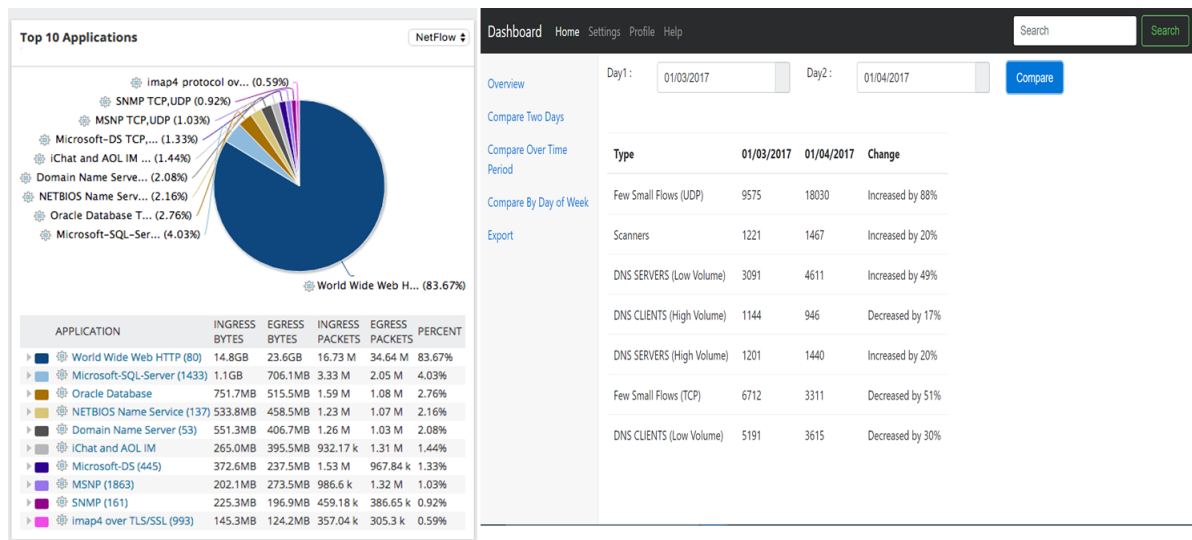 Top 10 Applications
NetFlow
imap4 protocol ov... (0.59%)
SNMP TCP,UDP (0.92%)
MSNP TCP,UDP (1.03%)
Microsoft-DS TCP,... (1.33%)
iChat and AOL IM ... (1.44%)
Domain Name Serve... (2.08%)
NETBIOS Name Serv... (2.16%)
Oracle Database T... (2.76%)
Microsoft-SQL-Ser... (4.03%)
World Wide Web H... (83.67%)
APPLICATION INGRESS BYTES EGRESS BYTES INGRESS PACKETS EGRESS PACKETS PERCENT
World Wide Web HTTP (80) 14.8GB 23.6GB 16.73 M 34.64 M 83.67%
Microsoft-SQL-Server (1433) 1.1GB 706.1MB 3.33 M 2.05 M 4.03%
Oracle Database 751.7MB 515.5MB 1.59 M 1.08 M 2.76%
NETBIOS Name Service (137) 533.8MB 458.5MB 1.23 M 1.07 M 2.16%
Domain Name Server (53) 551.3MB 406.7MB 1.26 M 1.03 M 2.08%
iChat and AOL IM 265.0MB 395.5MB 932.17 k 1.31 M 1.44%
Microsoft-DS (445) 372.6MB 237.5MB 1.53 M 967.84 k 1.33%
MSNP (1863) 202.1MB 273.5MB 986.6 k 1.32 M 1.03%
SNMP (161) 225.3MB 196.9MB 459.18 k 386.65 k 0.92%
imap4 over TLS/SSL (993) 145.3MB 124.2MB 357.04 k 305.3 k 0.59%
Dashboard Home Settings Profile Help Search Search
Overview
Compare Two Days
Compare Over Time
Period
Compare By Day of Week
Export
Day1 : 01/03/2017 Day2 : 01/04/2017 Compare
Type 01/03/2017 01/04/2017 Change
Few Small Flows (UDP) 9575 18030 Increased by 88%
Scanners 1221 1467 Increased by 20%
DNS SERVERS (Low Volume) 3091 4611 Increased by 49%
DNS CLIENTS (High Volume) 1144 946 Decreased by 17%
DNS SERVERS (High Volume) 1201 1440 Increased by 20%
Few Small Flows (TCP) 6712 3311 Decreased by 51%
DNS CLIENTS (Low Volume) 5191 3615 Decreased by 30%